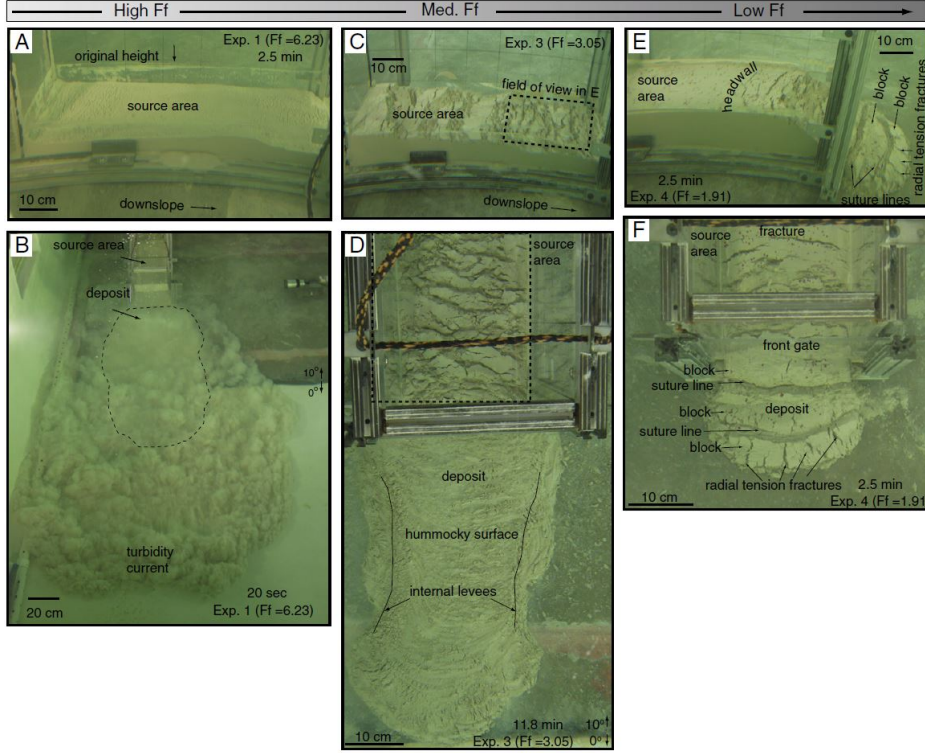 High Ff
Med. Ff
Low Ff
A
Exp. 1 (Ff =6.23)
2.5 min
original height
source area
10 cm
downslope
B
source area
deposit
10°
0°
turbidity
current
20 sec
Exp. 1 (Ff =6.23)
20 cm
C
Exp. 3 (Ff =3.05)
10 cm
field of view in E
source area
downslope
D
source
area
deposit
hummocky surface
internal levees
11.8 min
10°
10 cm
Exp. 3 (Ff =3.05)
0°
E
10 cm
source
area
headwall
block
block
radial tension fractures
2.5 min
Exp. 4 (Ff =1.91)
suture lines
F
source
area
fracture
front gate
block
suture line
block
deposit
suture line
block
radial tension fractures
2.5 min
10 cm
Exp. 4 (Ff =1.91